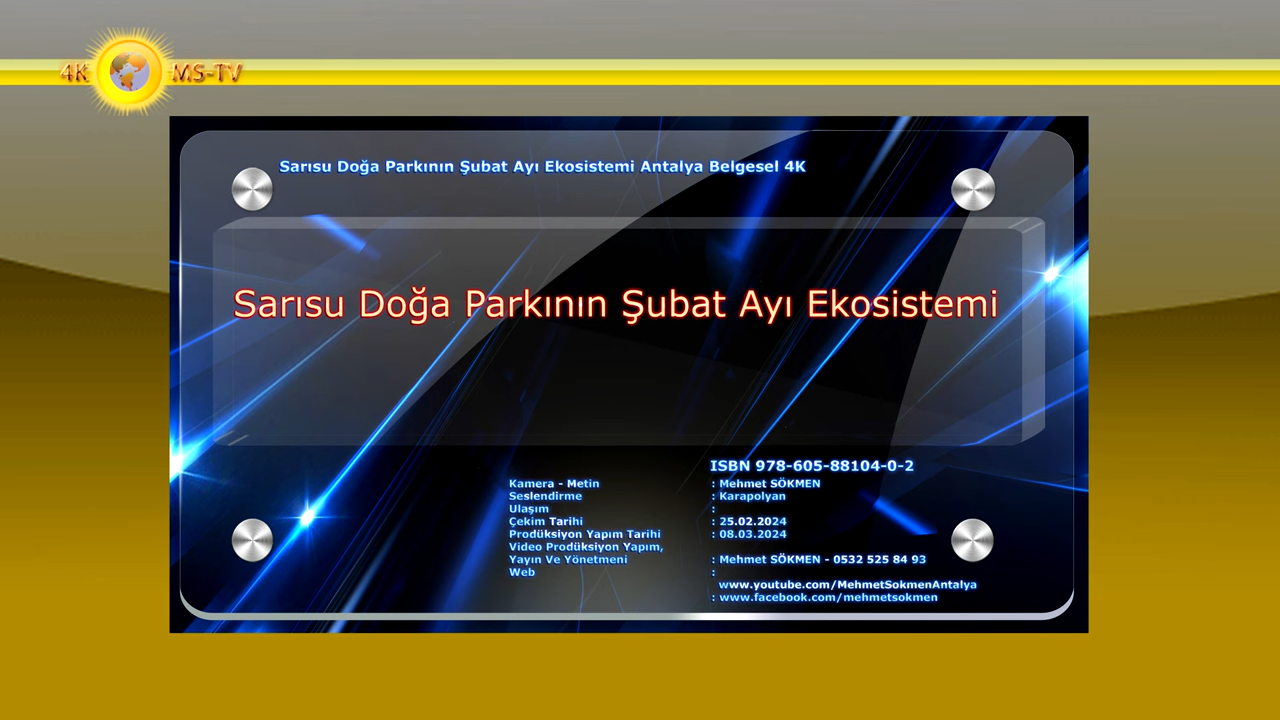 4K MS-TV
Sarısu Doğa Parkının Şubat Ayı Ekosistemi Antalya Belgesel 4K
Sarısu Doğa Parkının Şubat Ayı Ekosistemi
ISBN 978-605-88104-0-2
Kamera - Metin : Mehmet SÖKMEN
Seslendirme : Karapolyan
Ulaşım :
Çekim Tarihi : 25.02.2024
Prodüksiyon Yapım Tarihi : 08.03.2024
Video Prodüksiyon Yapım,
Yayın Ve Yönetmeni : Mehmet SÖKMEN - 0532 525 84 93
Web :
www.youtube.com/MehmetSokmenAntalya
: www.facebook.com/mehmetsokmen